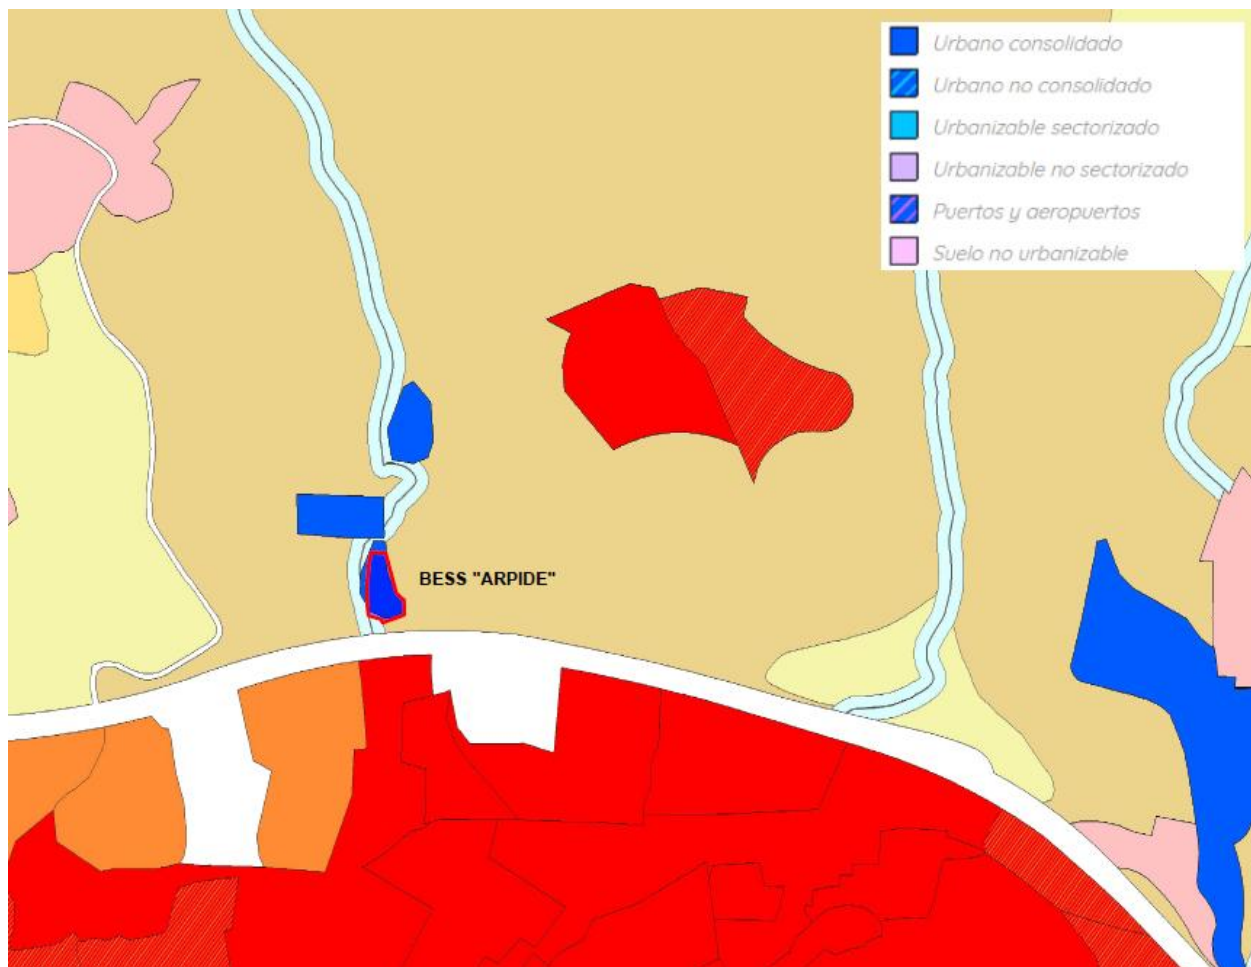 Urbano consolidado
Urbano no consolidado
Urbanizable sectorizado
Urbanizable no sectorizado
Puertos y aeropuertos
Suelo no urbanizable
BESS "ARPIDE"